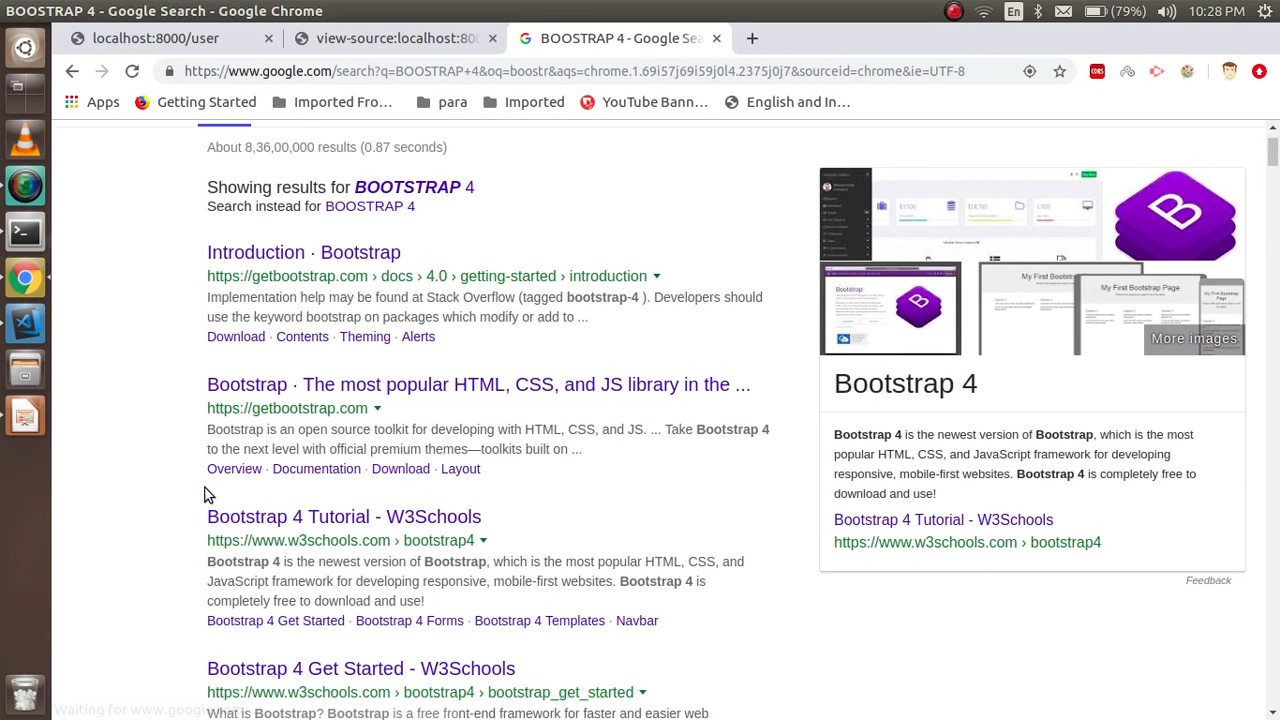 BOOSTRAP 4 - Google Search - Google Chrome
En
(79%)
10:28 PM
localhost:8000/user
view-source:localhost:800
BOOSTRAP 4 - Google Sea
https://www.google.com/search?q=BOOSTRAP+4&oq=boostr&aqs=chrome.1.69i57j69i59j0l4.2375j0j7&sourceid=chrome&ie=UTF-8
CORS
Apps
Getting Started
Imported Fro...
para
Imported
YouTube Bann...
English and In...
About 8,36,00,000 results (0.87 seconds)
Showing results for BOOTSTRAP 4
Search instead for BOOSTRAP 4
Introduction · Bootstrap
https://getbootstrap.com › docs › 4.0 › getting-started › introduction
Implementation help may be found at Stack Overflow (tagged bootstrap-4 ). Developers should
use the keyword bootstrap on packages which modify or add to
Download · Contents · Theming · Alerts
Bootstrap · The most popular HTML, CSS, and JS library in the ...
https://getbootstrap.com
Bootstrap is an open source toolkit for developing with HTML, CSS, and JS. ... Take Bootstrap 4
to the next level with official premium themes—toolkits built on ...
Overview · Documentation · Download · Layout
Bootstrap 4 Tutorial - W3Schools
https://www.w3schools.com › bootstrap4
Bootstrap 4 is the newest version of Bootstrap, which is the most popular HTML, CSS, and
JavaScript framework for developing responsive, mobile-first websites. Bootstrap 4 is
completely free to download and use!
Bootstrap 4 Get Started · Bootstrap 4 Forms · Bootstrap 4 Templates · Navbar
Bootstrap 4 Get Started - W3Schools
https://www.w3schools.com › bootstrap4 › bootstrap_get_started
What is Bootstrap? Bootstrap is a free front-end framework for faster and easier web
Waiting for www.google
B
Bootstrap
B
My First Bootstrap Page
More images
Bootstrap 4
Bootstrap 4 is the newest version of Bootstrap, which is the most
popular HTML, CSS, and JavaScript framework for developing
responsive, mobile-first websites. Bootstrap 4 is completely free to
download and use!
Bootstrap 4 Tutorial - W3Schools
https://www.w3schools.com › bootstrap4
Feedback